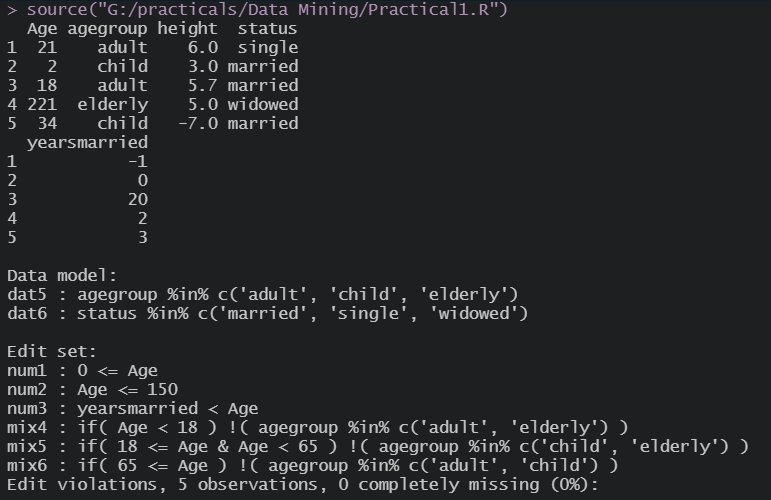 > source("G:/practicals/Data Mining/Practical1.R")
  Age agegroup height  status
1  21    adult    6.0  single
2   2    child    3.0 married
3  18    adult    5.7 married
4 221  elderly    5.0 widowed
5  34    child   -7.0 married
  yearsmarried
1           -1
2            0
3           20
4            2
5            3

Data model:
dat5 : agegroup %in% c('adult', 'child', 'elderly')
dat6 : status %in% c('married', 'single', 'widowed')

Edit set:
num1 : 0 <= Age
num2 : Age <= 150
num3 : yearsmarried < Age
mix4 : if( Age < 18 ) !( agegroup %in% c('adult', 'elderly') )
mix5 : if( 18 <= Age & Age < 65 ) !( agegroup %in% c('child', 'elderly') )
mix6 : if( 65 <= Age ) !( agegroup %in% c('adult', 'child') )
Edit violations, 5 observations, 0 completely missing (0%):